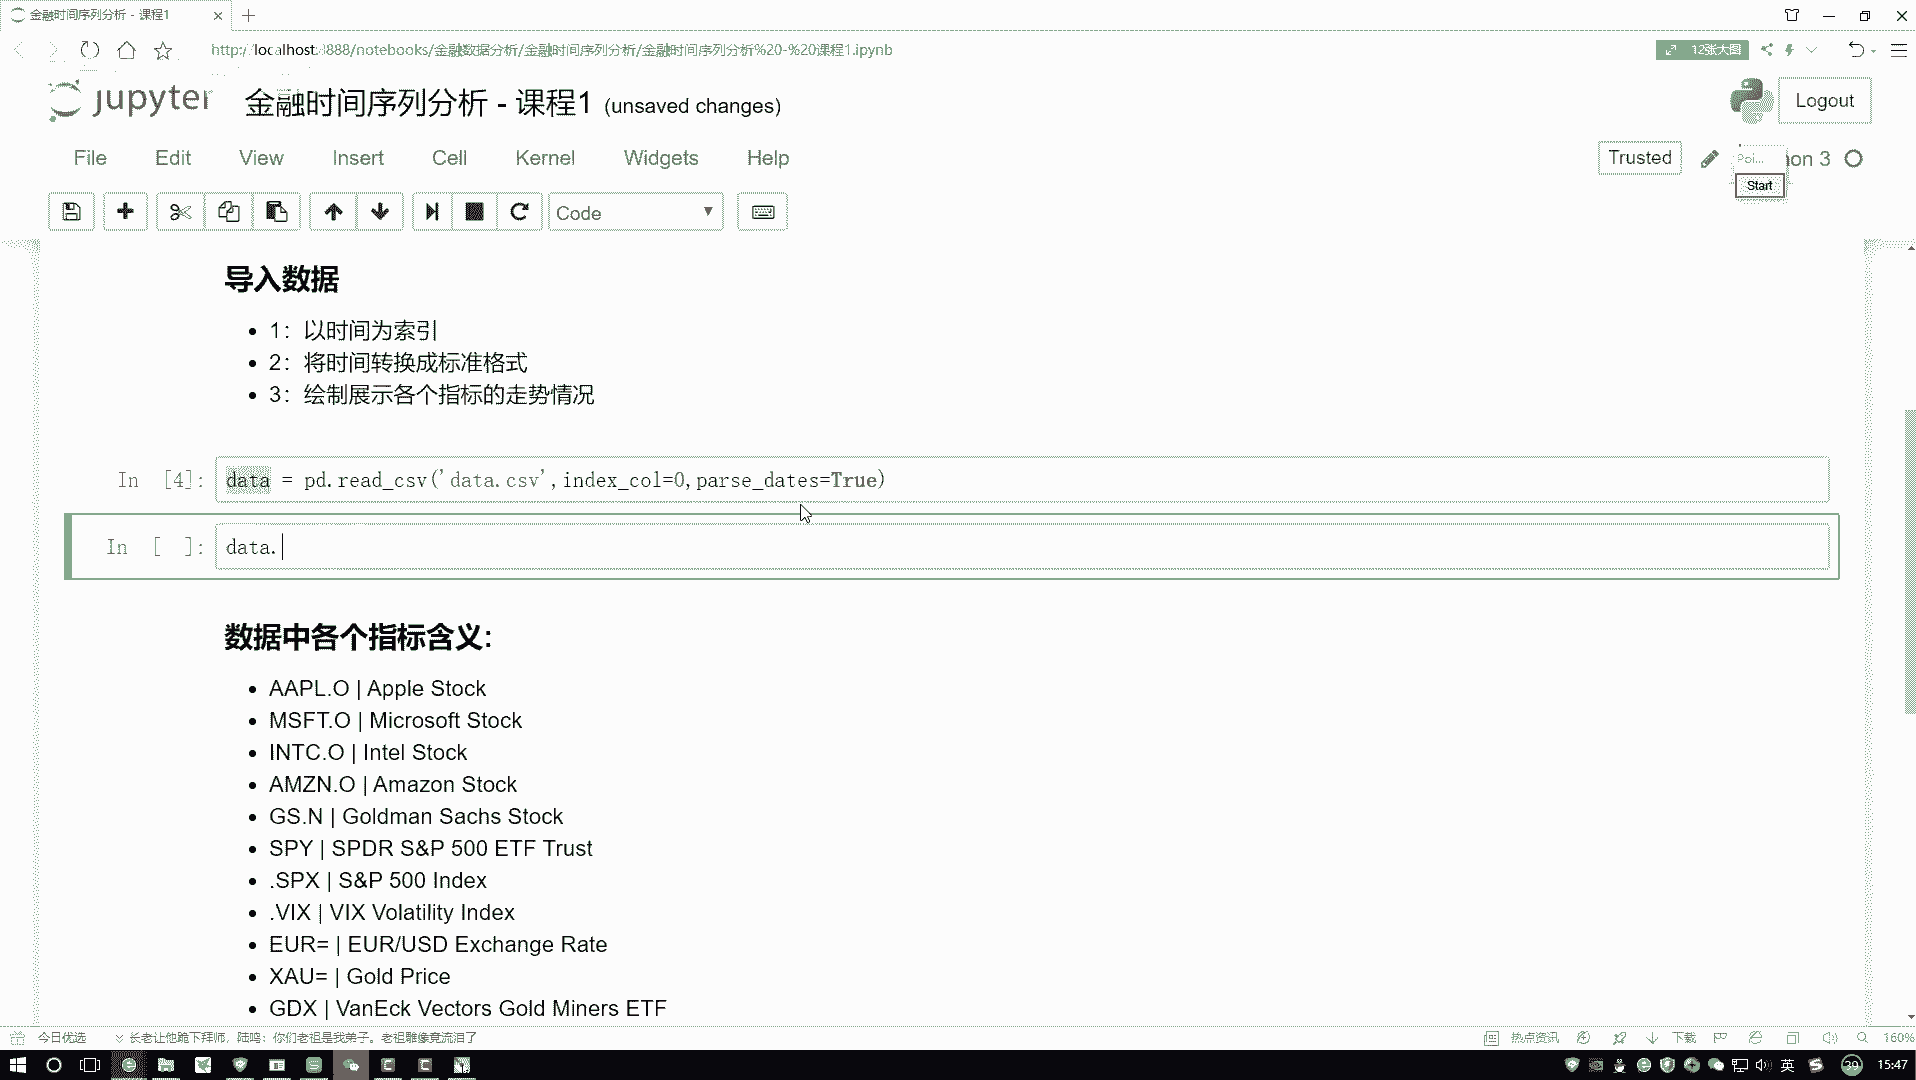 金融时间序列分析 - 课程1
http://localhost:8888/notebooks/金融数据分析/金融时间序列分析/金融时间序列分析%20-%20课程1.ipynb
12张大图
jupyter 金融时间序列分析 - 课程1 (unsaved changes)
Logout
File Edit View Insert Cell Kernel Widgets Help
Trusted
Poi... on 3
Start
Code
导入数据
1：以时间为索引
2：将时间转换成标准格式
3：绘制展示各个指标的走势情况
In [4]: data = pd.read_csv('data.csv',index_col=0,parse_dates=True)
In [ ]: data.
数据中各个指标含义:
AAPL.O | Apple Stock
MSFT.O | Microsoft Stock
INTC.O | Intel Stock
AMZN.O | Amazon Stock
GS.N | Goldman Sachs Stock
SPY | SPDR S&P 500 ETF Trust
.SPX | S&P 500 Index
.VIX | VIX Volatility Index
EUR= | EUR/USD Exchange Rate
XAU= | Gold Price
GDX | VanEck Vectors Gold Miners ETF
今日优选 长老让他跪下拜师，陆鸣：你们老祖是我弟子。老祖雕像竟流泪了
热点资讯 下载 160%
英 39 15:47